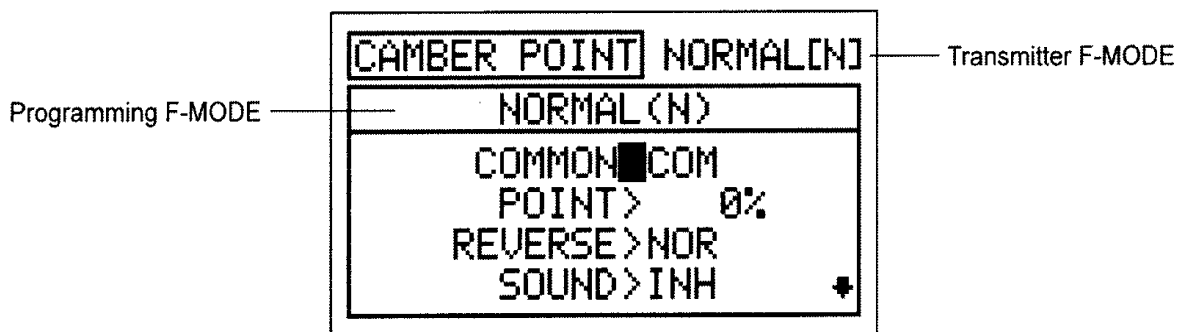 CAMBER POINT NORMAL[N]
Transmitter F-MODE
Programming F-MODE
NORMAL(N)
COMMON COM
POINT> 0%
REVERSE>NOR
SOUND>INH